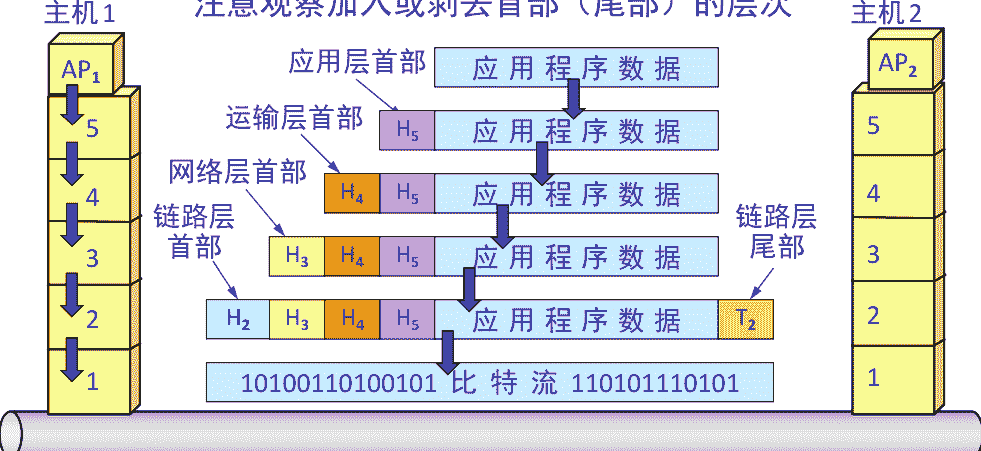 注意观察加入或剥去首部（尾部）的层次
主机 1
主机 2
AP1
AP2
应用层首部
应 用 程 序 数 据
5
H5
应 用 程 序 数 据
5
运输层首部
4
H4
H5
应 用 程 序 数 据
4
网络层首部
3
H3
H4
H5
应 用 程 序 数 据
3
链路层
首部
链路层
尾部
2
H2
H3
H4
H5
应 用 程 序 数 据
T2
2
1
10100110100101 比 特 流 110101110101
1